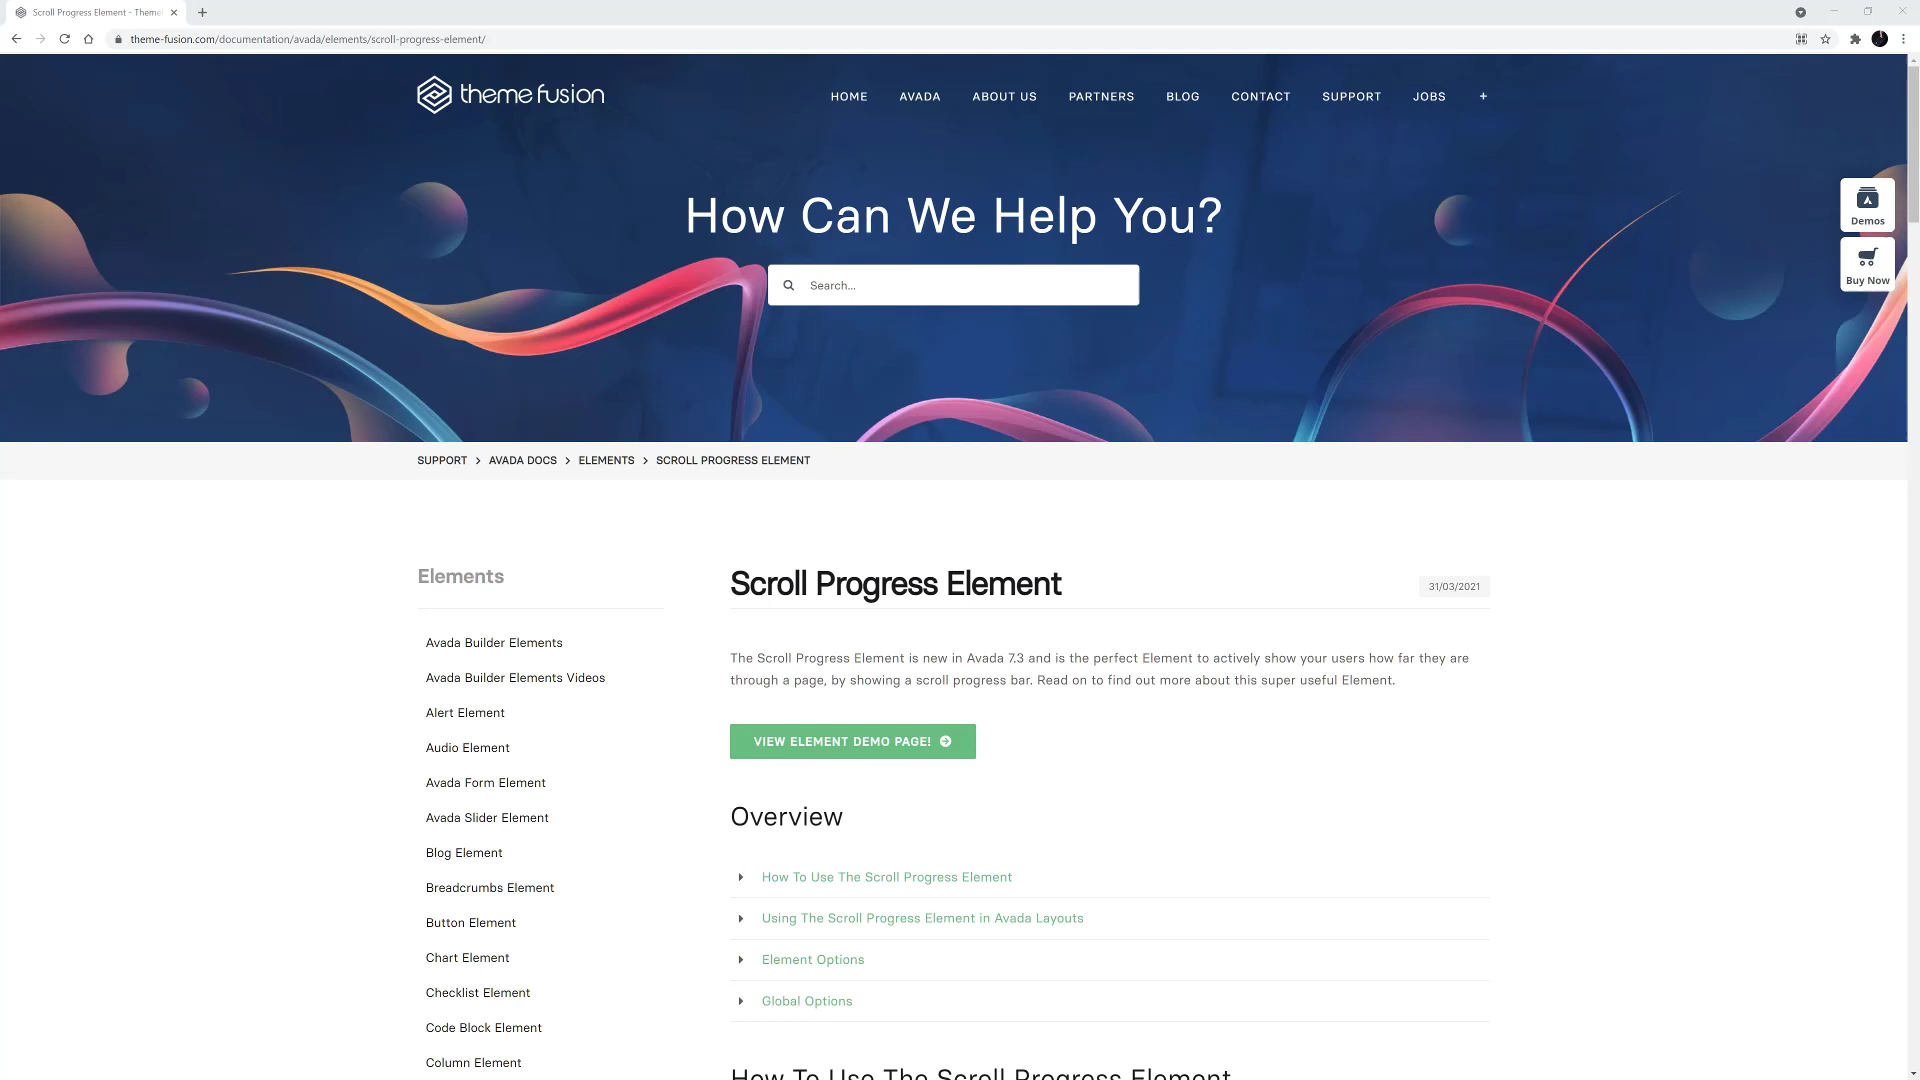 Scroll Progress Element - Theme
theme-fusion.com/documentation/avada/elements/scroll-progress-element/
theme fusion
HOME AVADA ABOUT US PARTNERS BLOG CONTACT SUPPORT JOBS +
How Can We Help You?
Search...
Demos
Buy Now
SUPPORT > AVADA DOCS > ELEMENTS > SCROLL PROGRESS ELEMENT
Elements
Avada Builder Elements
Avada Builder Elements Videos
Alert Element
Audio Element
Avada Form Element
Avada Slider Element
Blog Element
Breadcrumbs Element
Button Element
Chart Element
Checklist Element
Code Block Element
Column Element
Scroll Progress Element
31/03/2021
The Scroll Progress Element is new in Avada 7.3 and is the perfect Element to actively show your users how far they are
through a page, by showing a scroll progress bar. Read on to find out more about this super useful Element.
VIEW ELEMENT DEMO PAGE!
Overview
How To Use The Scroll Progress Element
Using The Scroll Progress Element in Avada Layouts
Element Options
Global Options
How To Use The Scroll Progress Element